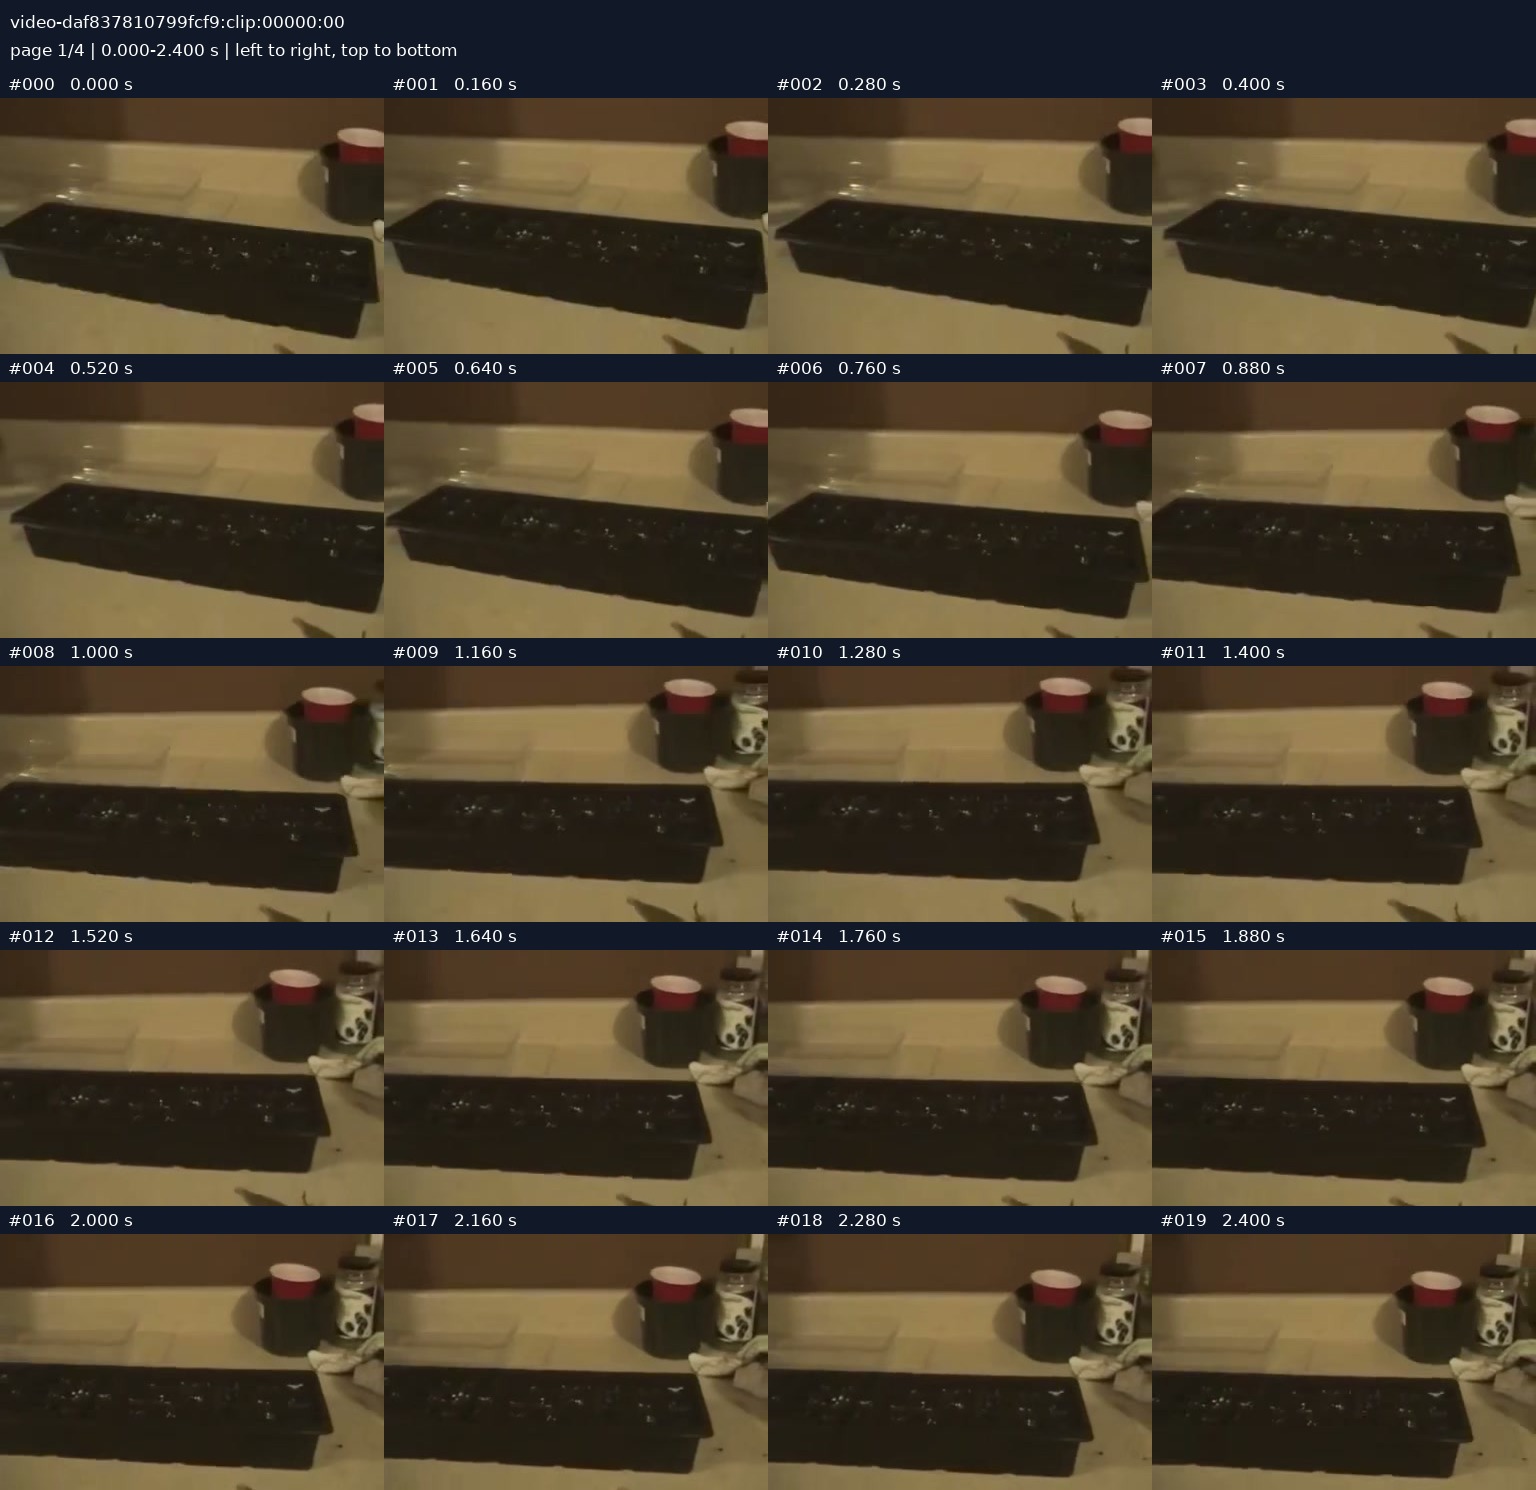 video-daf837810799fcf9:clip:00000:00
page 1/4 | 0.000-2.400 s | left to right, top to bottom
#000 0.000 s
#001 0.160 s
#002 0.280 s
#003 0.400 s
#004 0.520 s
#005 0.640 s
#006 0.760 s
#007 0.880 s
#008 1.000 s
#009 1.160 s
#010 1.280 s
#011 1.400 s
#012 1.520 s
#013 1.640 s
#014 1.760 s
#015 1.880 s
#016 2.000 s
#017 2.160 s
#018 2.280 s
#019 2.400 s